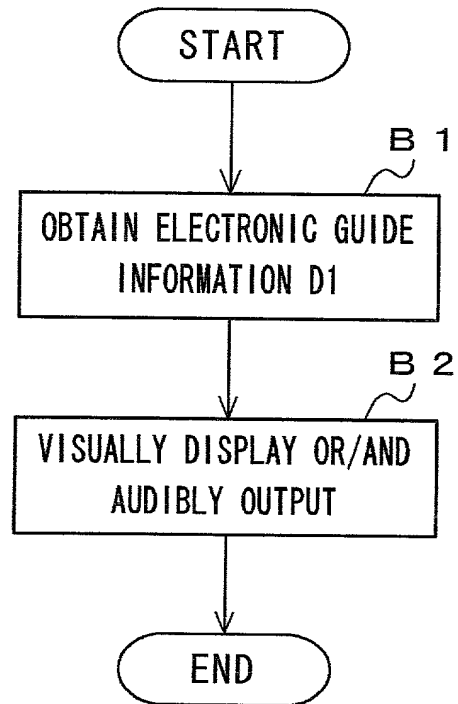 START
B 1
OBTAIN ELECTRONIC GUIDE
INFORMATION D1
B 2
VISUALLY DISPLAY OR/AND
AUDIBLY OUTPUT
END